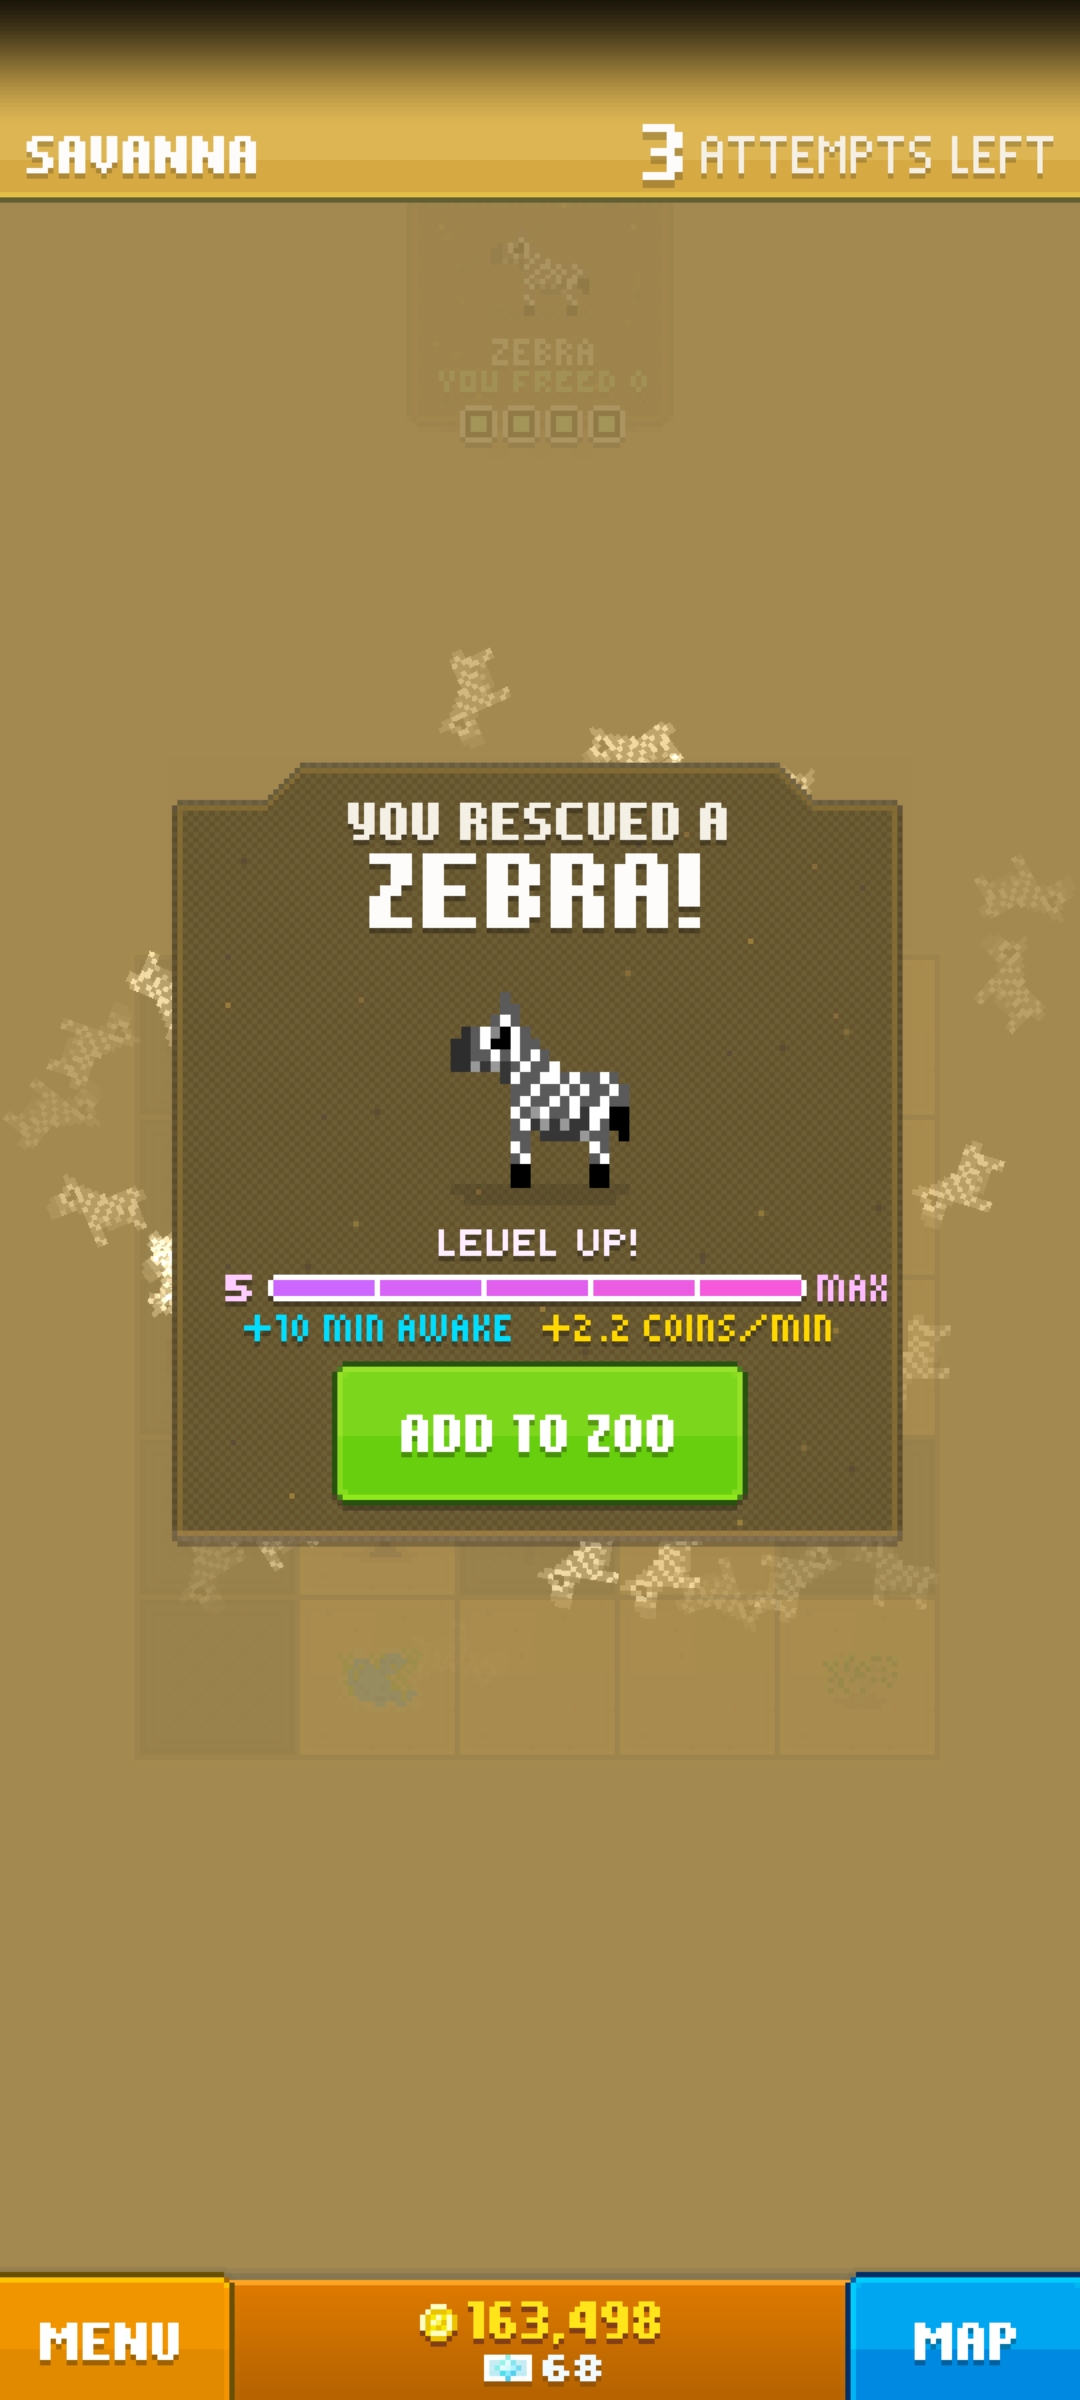 SAVANNA
3 ATTEMPTS LEFT
ZEBRA
YOU FREED 0
YOU RESCUED A
ZEBRA!
LEVEL UP!
5 MAX
+10 MIN AWAKE +2.2 COINS/MIN
ADD TO ZOO
MENU
163,498
68
MAP